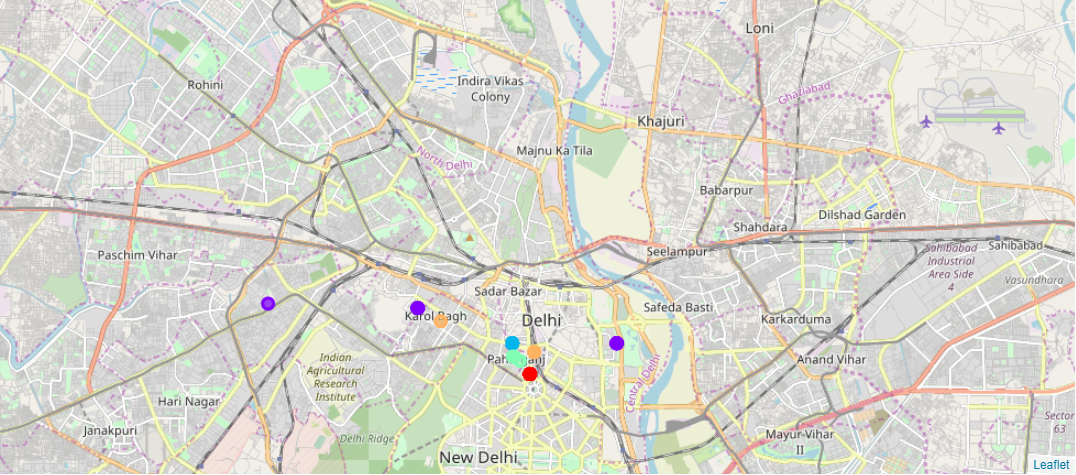 Loni
Rohini
Indira Vikas
Colony
Ghaziabad
Khajuri
North Delhi
Majnu Ka Tila
Babarpur
Dilshad Garden
Shahdara
Seelampur
Sahibabad
Industrial
Area Side
4
Sahibabad
Paschim Vihar
Vasundhara
Sadar Bazar
Safeda Basti
Karol Bagh
Delhi
Karkarduma
Indian
Agricultural
Research
Institute
Central Delhi
Anand Vihar
Hari Nagar
Janakpuri
Delhi Ridge
Mayur Vihar
II
Sector
63
New Delhi
Leaflet